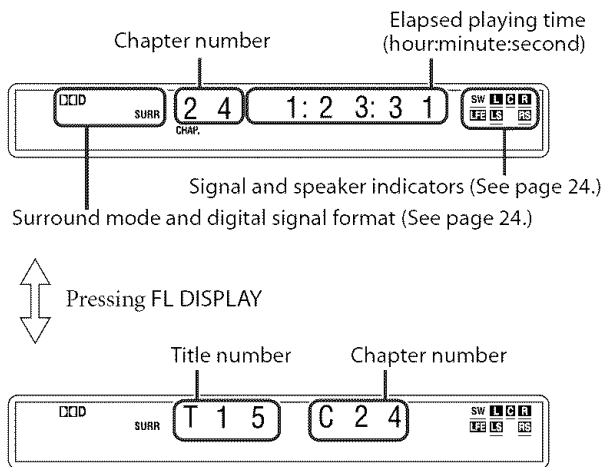 Elapsed playing time
Chapter number (hour:minute:second)
D SURR 2 4 1: 2 3: 3 1 SW L C R
CHAP. LFE LS RS
Signal and speaker indicators (See page 24.)
Surround mode and digital signal format (See page 24.)
Pressing FL DISPLAY
Title number Chapter number
D SURR T 1 5 C 2 4 SW L C R
LFE LS RS